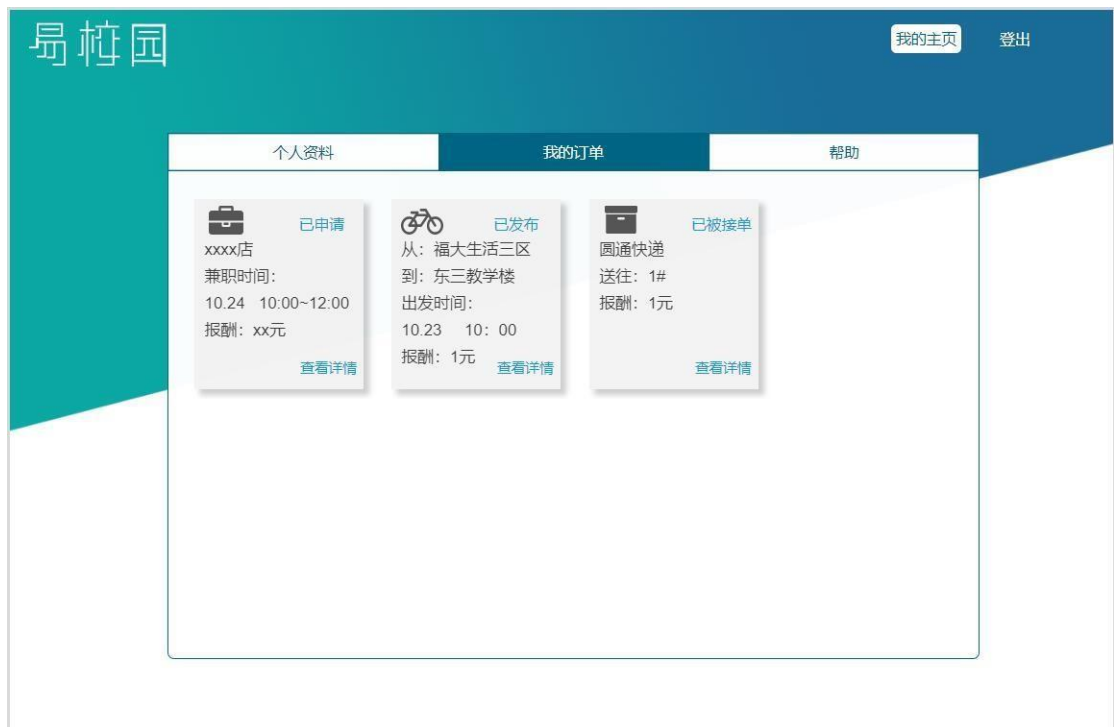 易校园
我的主页 登出
个人资料 我的订单 帮助
已申请
xxxx店
兼职时间：
10.24 10:00~12:00
报酬：xx元
查看详情
已发布
从：福大生活三区
到：东三教学楼
出发时间：
10.23 10：00
报酬：1元
查看详情
已被接单
圆通快递
送往：1#
报酬：1元
查看详情